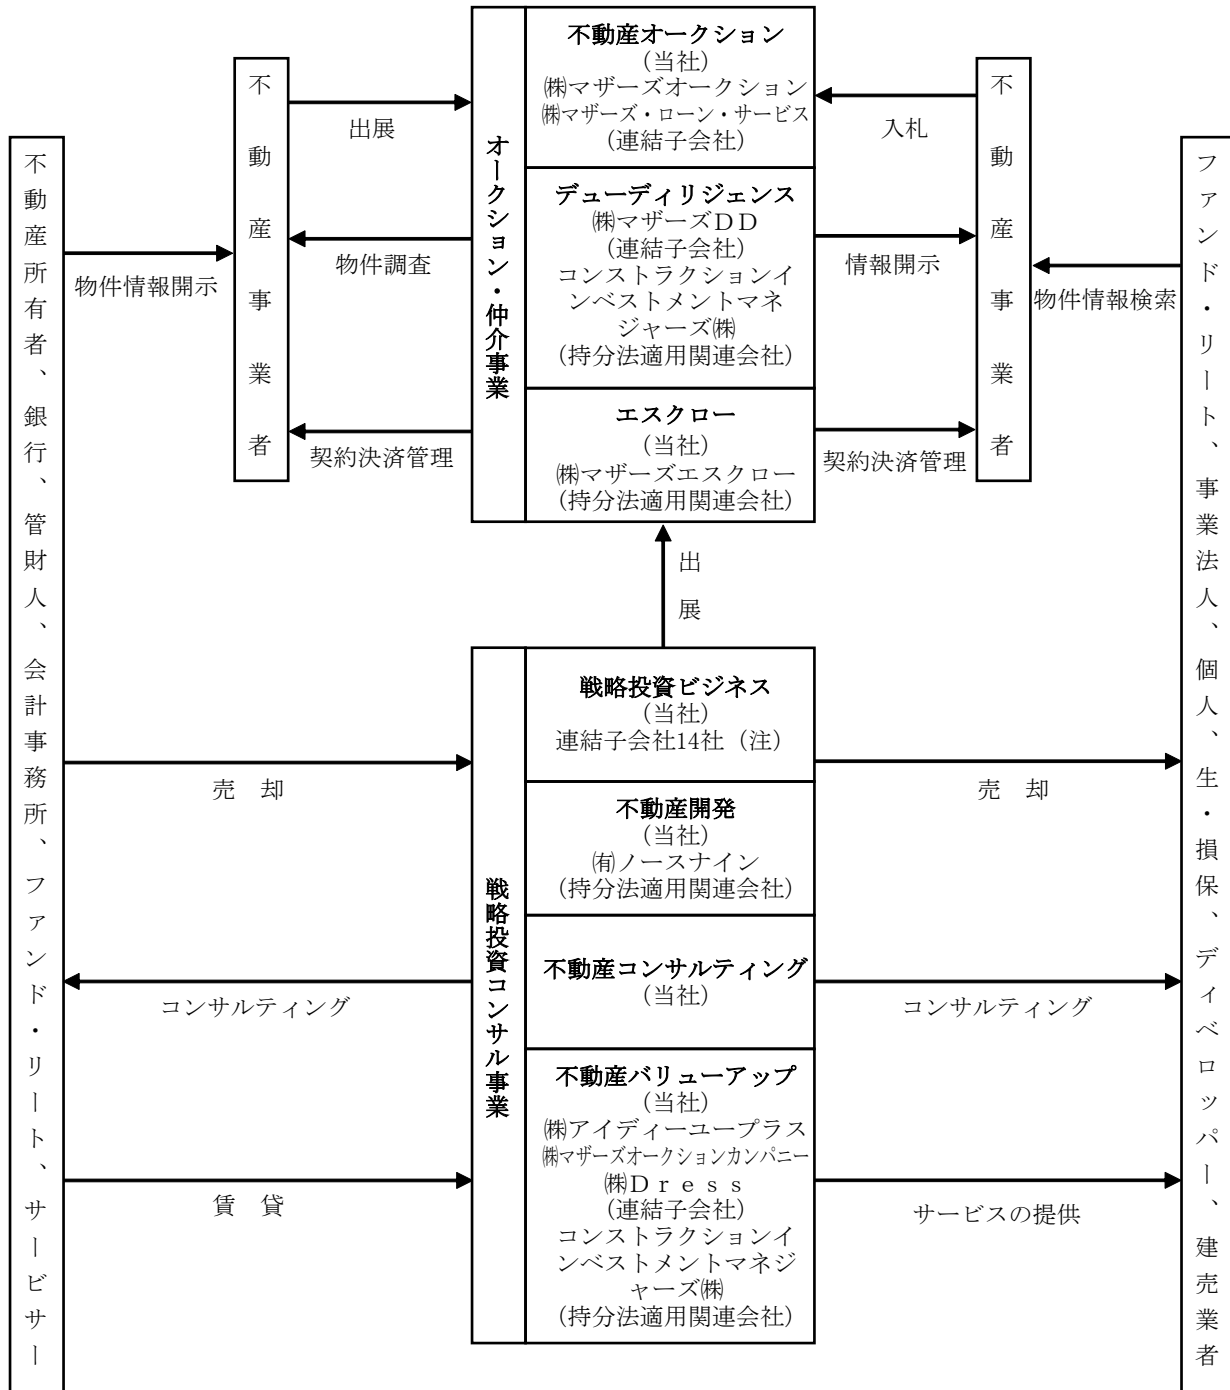 不動産所有者、銀行、管財人、会計事務所、ファンド・リート、サービサー
物件情報開示
不動産事業者
出展
物件調査
契約決済管理
オークション・仲介事業
不動産オークション
(当社)
㈱マザーズオークション
㈱マザーズ・ローン・サービス
(連結子会社)
デューディリジェンス
㈱マザーズDD
(連結子会社)
コンストラクションイ
ンベストメントマネ
ジャーズ㈱
(持分法適用関連会社)
エスクロー
(当社)
㈱マザーズエスクロー
(持分法適用関連会社)
入札
情報開示
契約決済管理
不動産事業者
物件情報検索
ファンド・リート、事業法人、個人、生・損保、ディベロッパー、建売業者
出展
売 却
コンサルティング
賃 貸
戦略投資コンサル事業
戦略投資ビジネス
(当社)
連結子会社14社(注)
不動産開発
(当社)
㈲ノースナイン
(持分法適用関連会社)
不動産コンサルティング
(当社)
不動産バリューアップ
(当社)
㈱アイディーユープラス
㈱マザーズオークションカンパニー
㈱Dress
(連結子会社)
コンストラクションイ
ンベストメントマネジ
ャーズ㈱
(持分法適用関連会社)
売 却
コンサルティング
サービスの提供